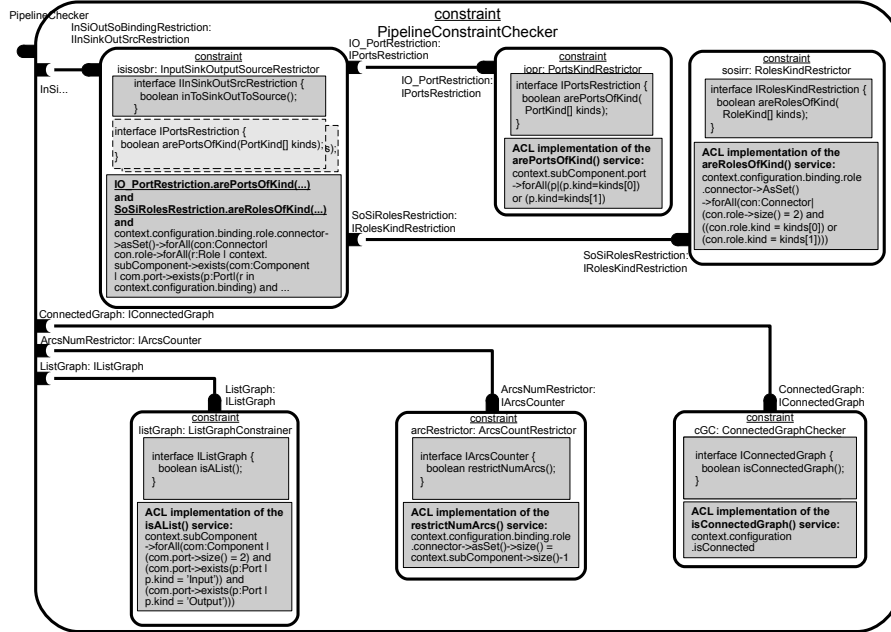 PipelineChecker
constraint
PipelineConstraintChecker
InSiOutSoBindingRestriction:
IInSinkOutSrcRestriction
InSi...
constraint
isisosbr: InputSinkOutputSourceRestrictor
interface IInSinkOutSrcRestriction {
boolean inToSinkOutToSource();
}
interface IPortsRestriction {
boolean arePortsOfKind(PortKind[] kinds);
}
s);
IO_PortRestriction.arePortsOfKind(...)
and
SoSiRolesRestriction.areRolesOfKind(...)
and
context.configuration.binding.role.connector-
>asSet()->forAll(con:Connector|
con.role->forAll(r:Role | context.
subComponent->exists(com:Component
| com.port->exists(p:Port|(r in
context.configuration.binding) and ...
IO_PortRestriction:
IPortsRestriction
IO_PortRestriction:
IPortsRestriction
constraint
iopr: PortsKindRestrictor
interface IPortsRestriction {
boolean arePortsOfKind(
PortKind[] kinds);
}
ACL implementation of the
arePortsOfKind() service:
context.subComponent.port
->forAll(p|(p.kind=kinds[0])
or (p.kind=kinds[1])
constraint
sosirr: RolesKindRestrictor
interface IRolesKindRestriction {
boolean areRolesOfKind(
RoleKind[] kinds);
}
ACL implementation of the
areRolesOfKind() service:
context.configuration.binding.role
.connector->AsSet()
->forAll(con:Connector|
(con.role->size() = 2) and
((con.role.kind = kinds[0]) or
(con.role.kind = kinds[1])))
SoSiRolesRestriction:
IRolesKindRestriction
SoSiRolesRestriction:
IRolesKindRestriction
ConnectedGraph: IConnectedGraph
ArcsNumRestrictor: IArcsCounter
ListGraph: IListGraph
ListGraph:
IListGraph
constraint
listGraph: ListGraphConstrainer
interface IListGraph {
boolean isAList();
}
ACL implementation of the
isAList() service:
context.subComponent
->forAll(com:Component |
(com.port->size() = 2) and
(com.port->exists(p:Port |
p.kind = 'Input')) and
(com.port->exists(p:Port |
p.kind = 'Output')))
ArcsNumRestrictor:
IArcsCounter
constraint
arcRestrictor: ArcsCountRestrictor
interface IArcsCounter {
boolean restrictNumArcs();
}
ACL implementation of the
restrictNumArcs() service:
context.configuration.binding.role
.connector->asSet()->size() =
context.subComponent->size()-1
ConnectedGraph:
IConnectedGraph
constraint
cGC: ConnectedGraphChecker
interface IConnectedGraph {
boolean isConnectedGraph();
}
ACL implementation of the
isConnectedGraph() service:
context.configuration
.isConnected